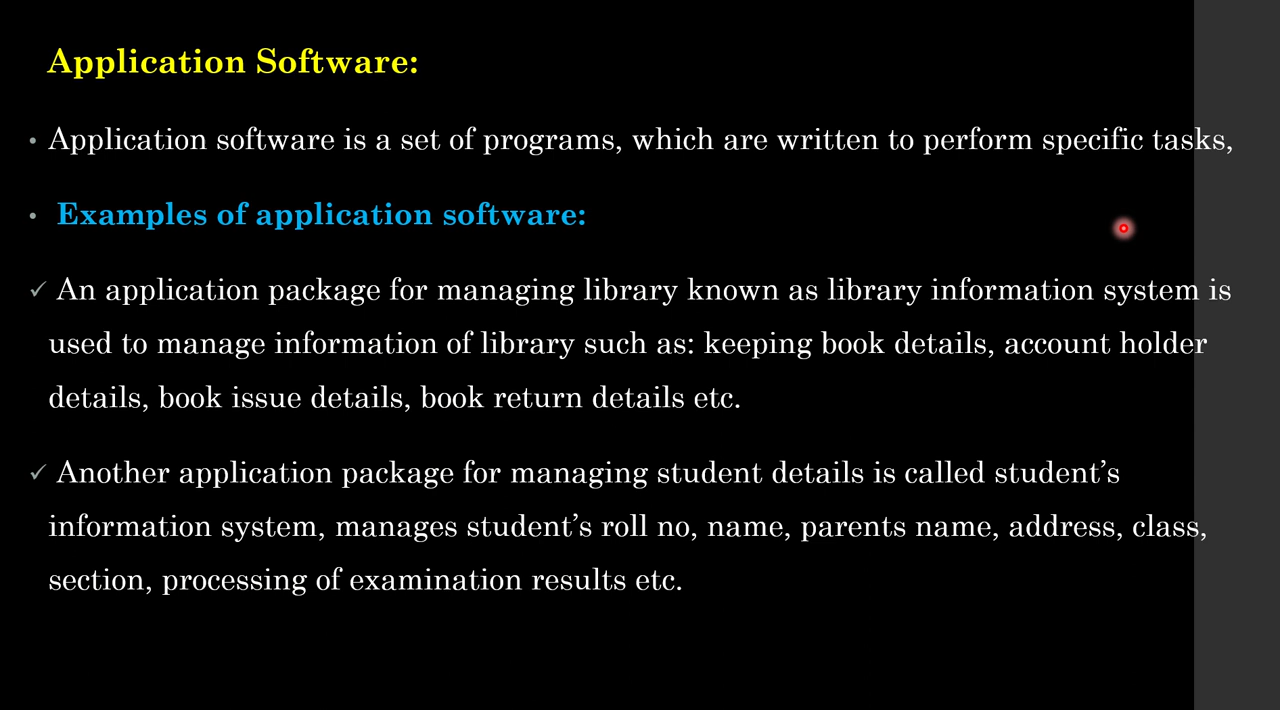 Application Software:
• Application software is a set of programs, which are written to perform specific tasks,
• Examples of application software:
✓ An application package for managing library known as library information system is
used to manage information of library such as: keeping book details, account holder
details, book issue details, book return details etc.
✓ Another application package for managing student details is called student’s
information system, manages student’s roll no, name, parents name, address, class,
section, processing of examination results etc.